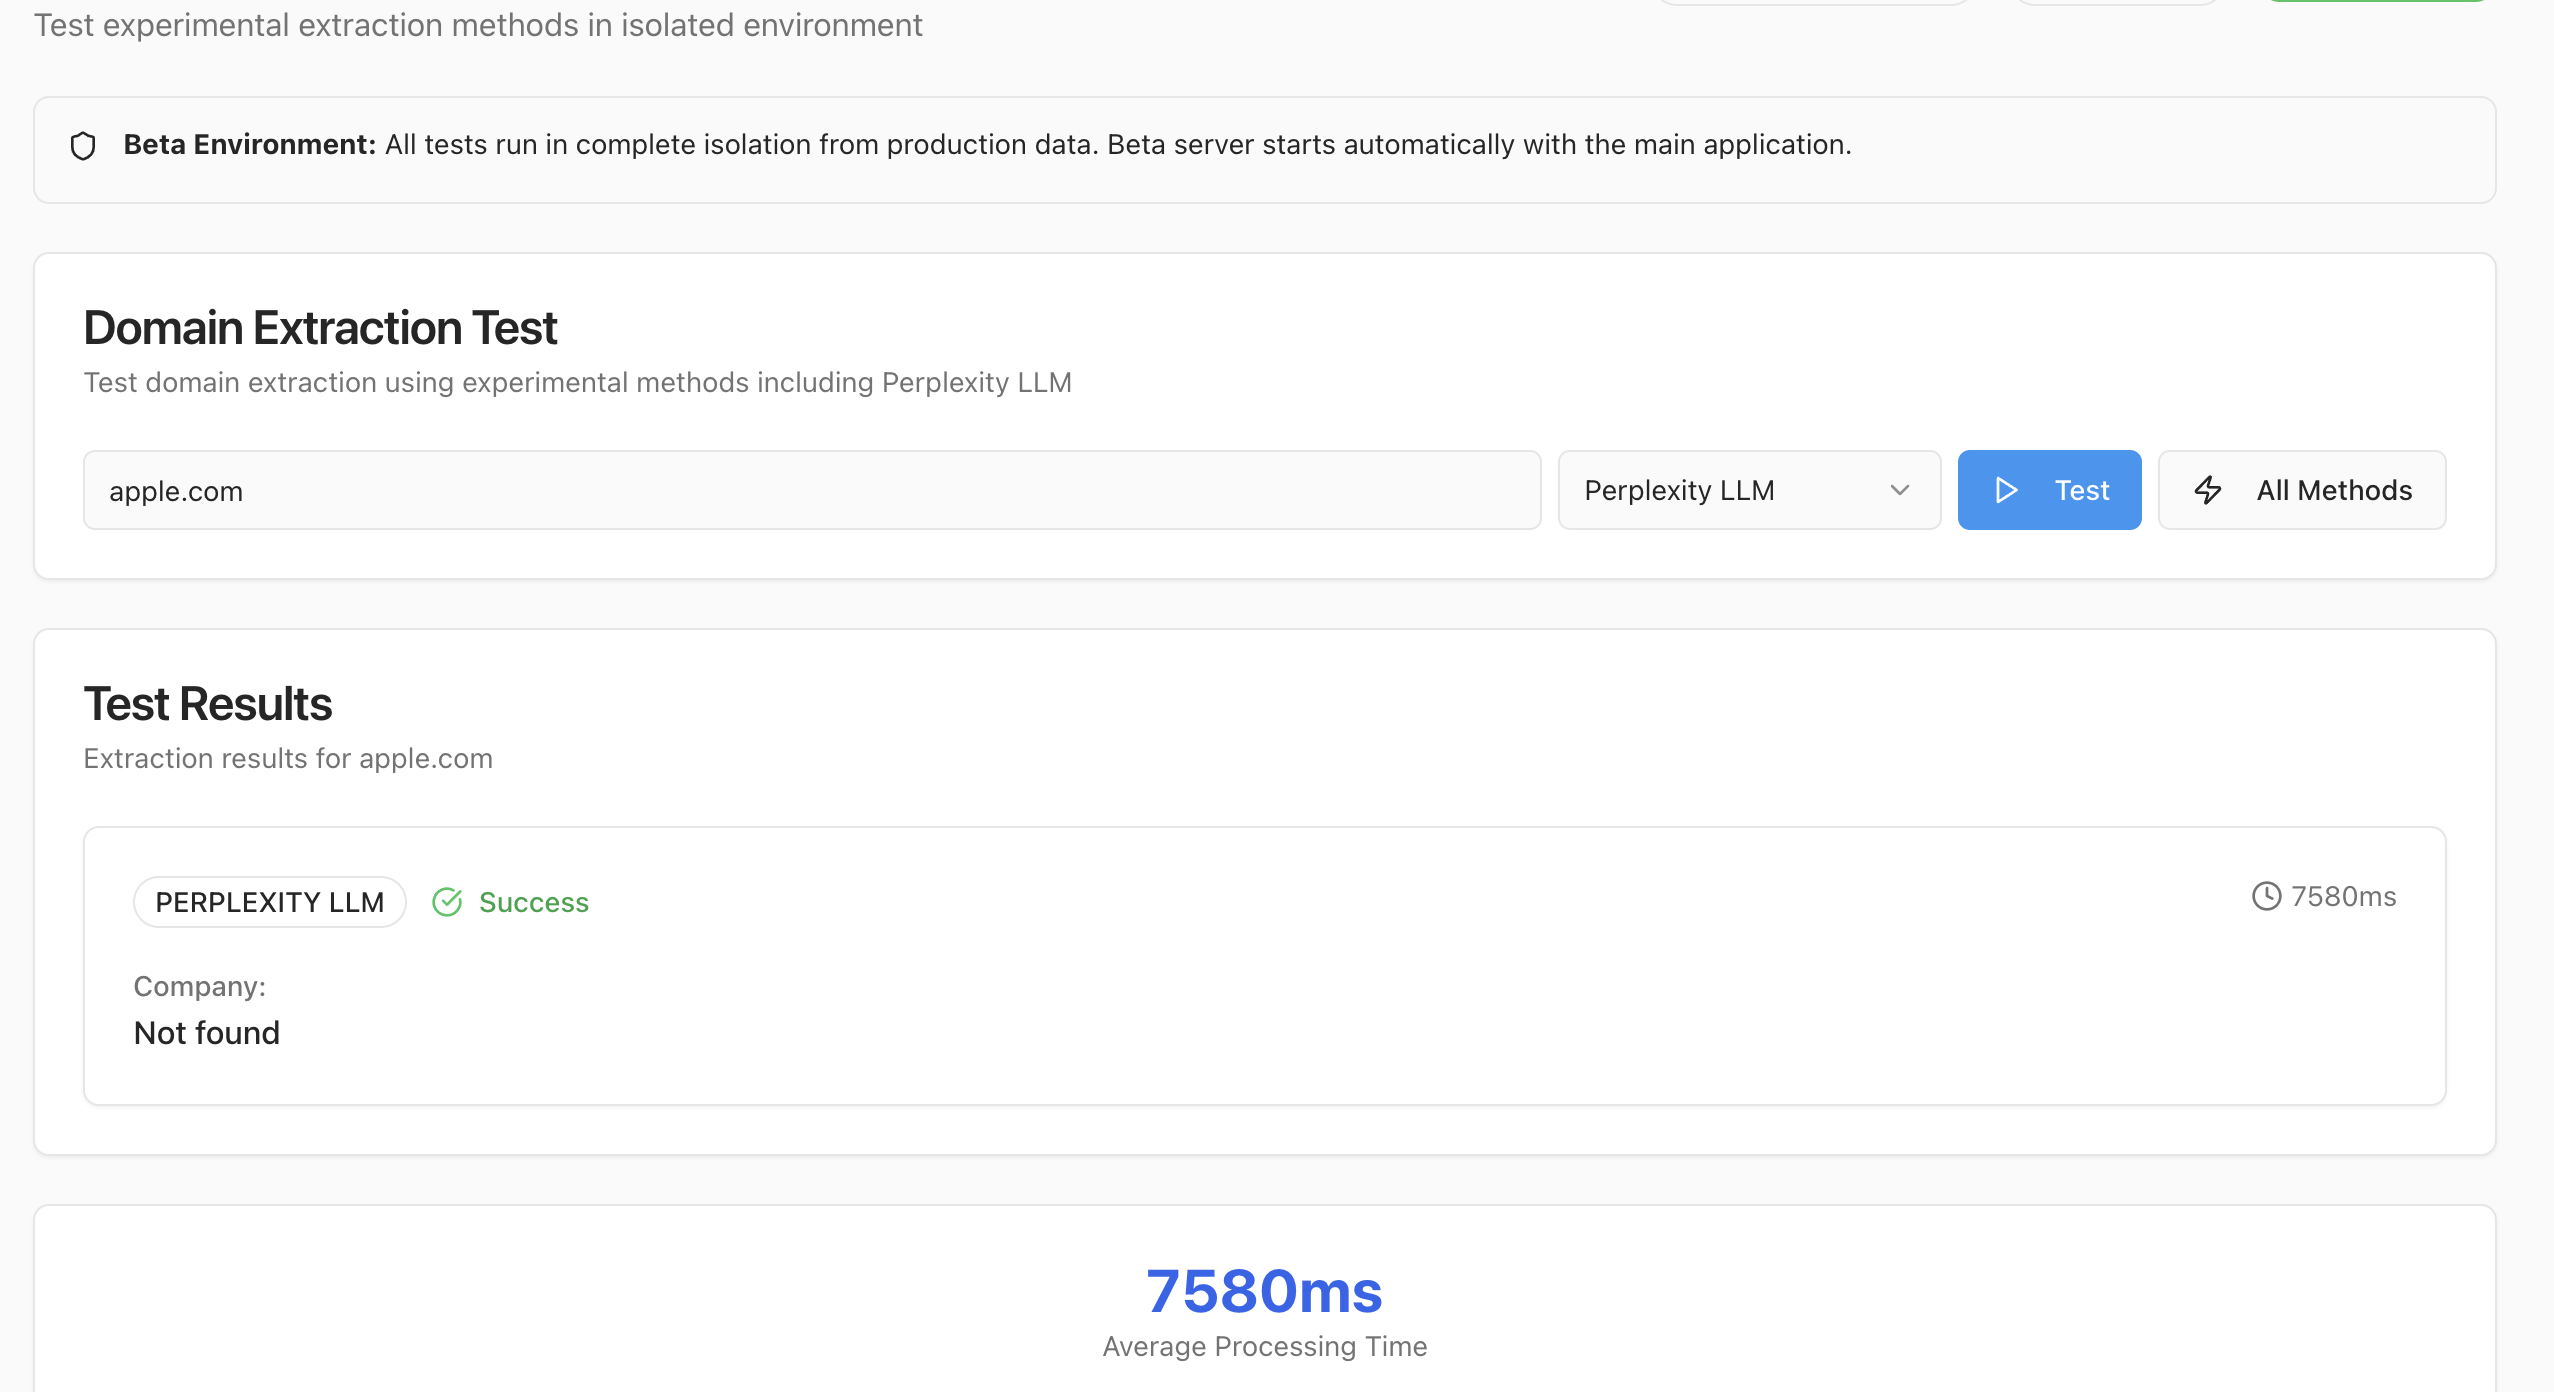 Test experimental extraction methods in isolated environment
Beta Environment: All tests run in complete isolation from production data. Beta server starts automatically with the main application.
Domain Extraction Test
Test domain extraction using experimental methods including Perplexity LLM
apple.com
Perplexity LLM
Test
All Methods
Test Results
Extraction results for apple.com
PERPLEXITY LLM
Success
7580ms
Company:
Not found
7580ms
Average Processing Time